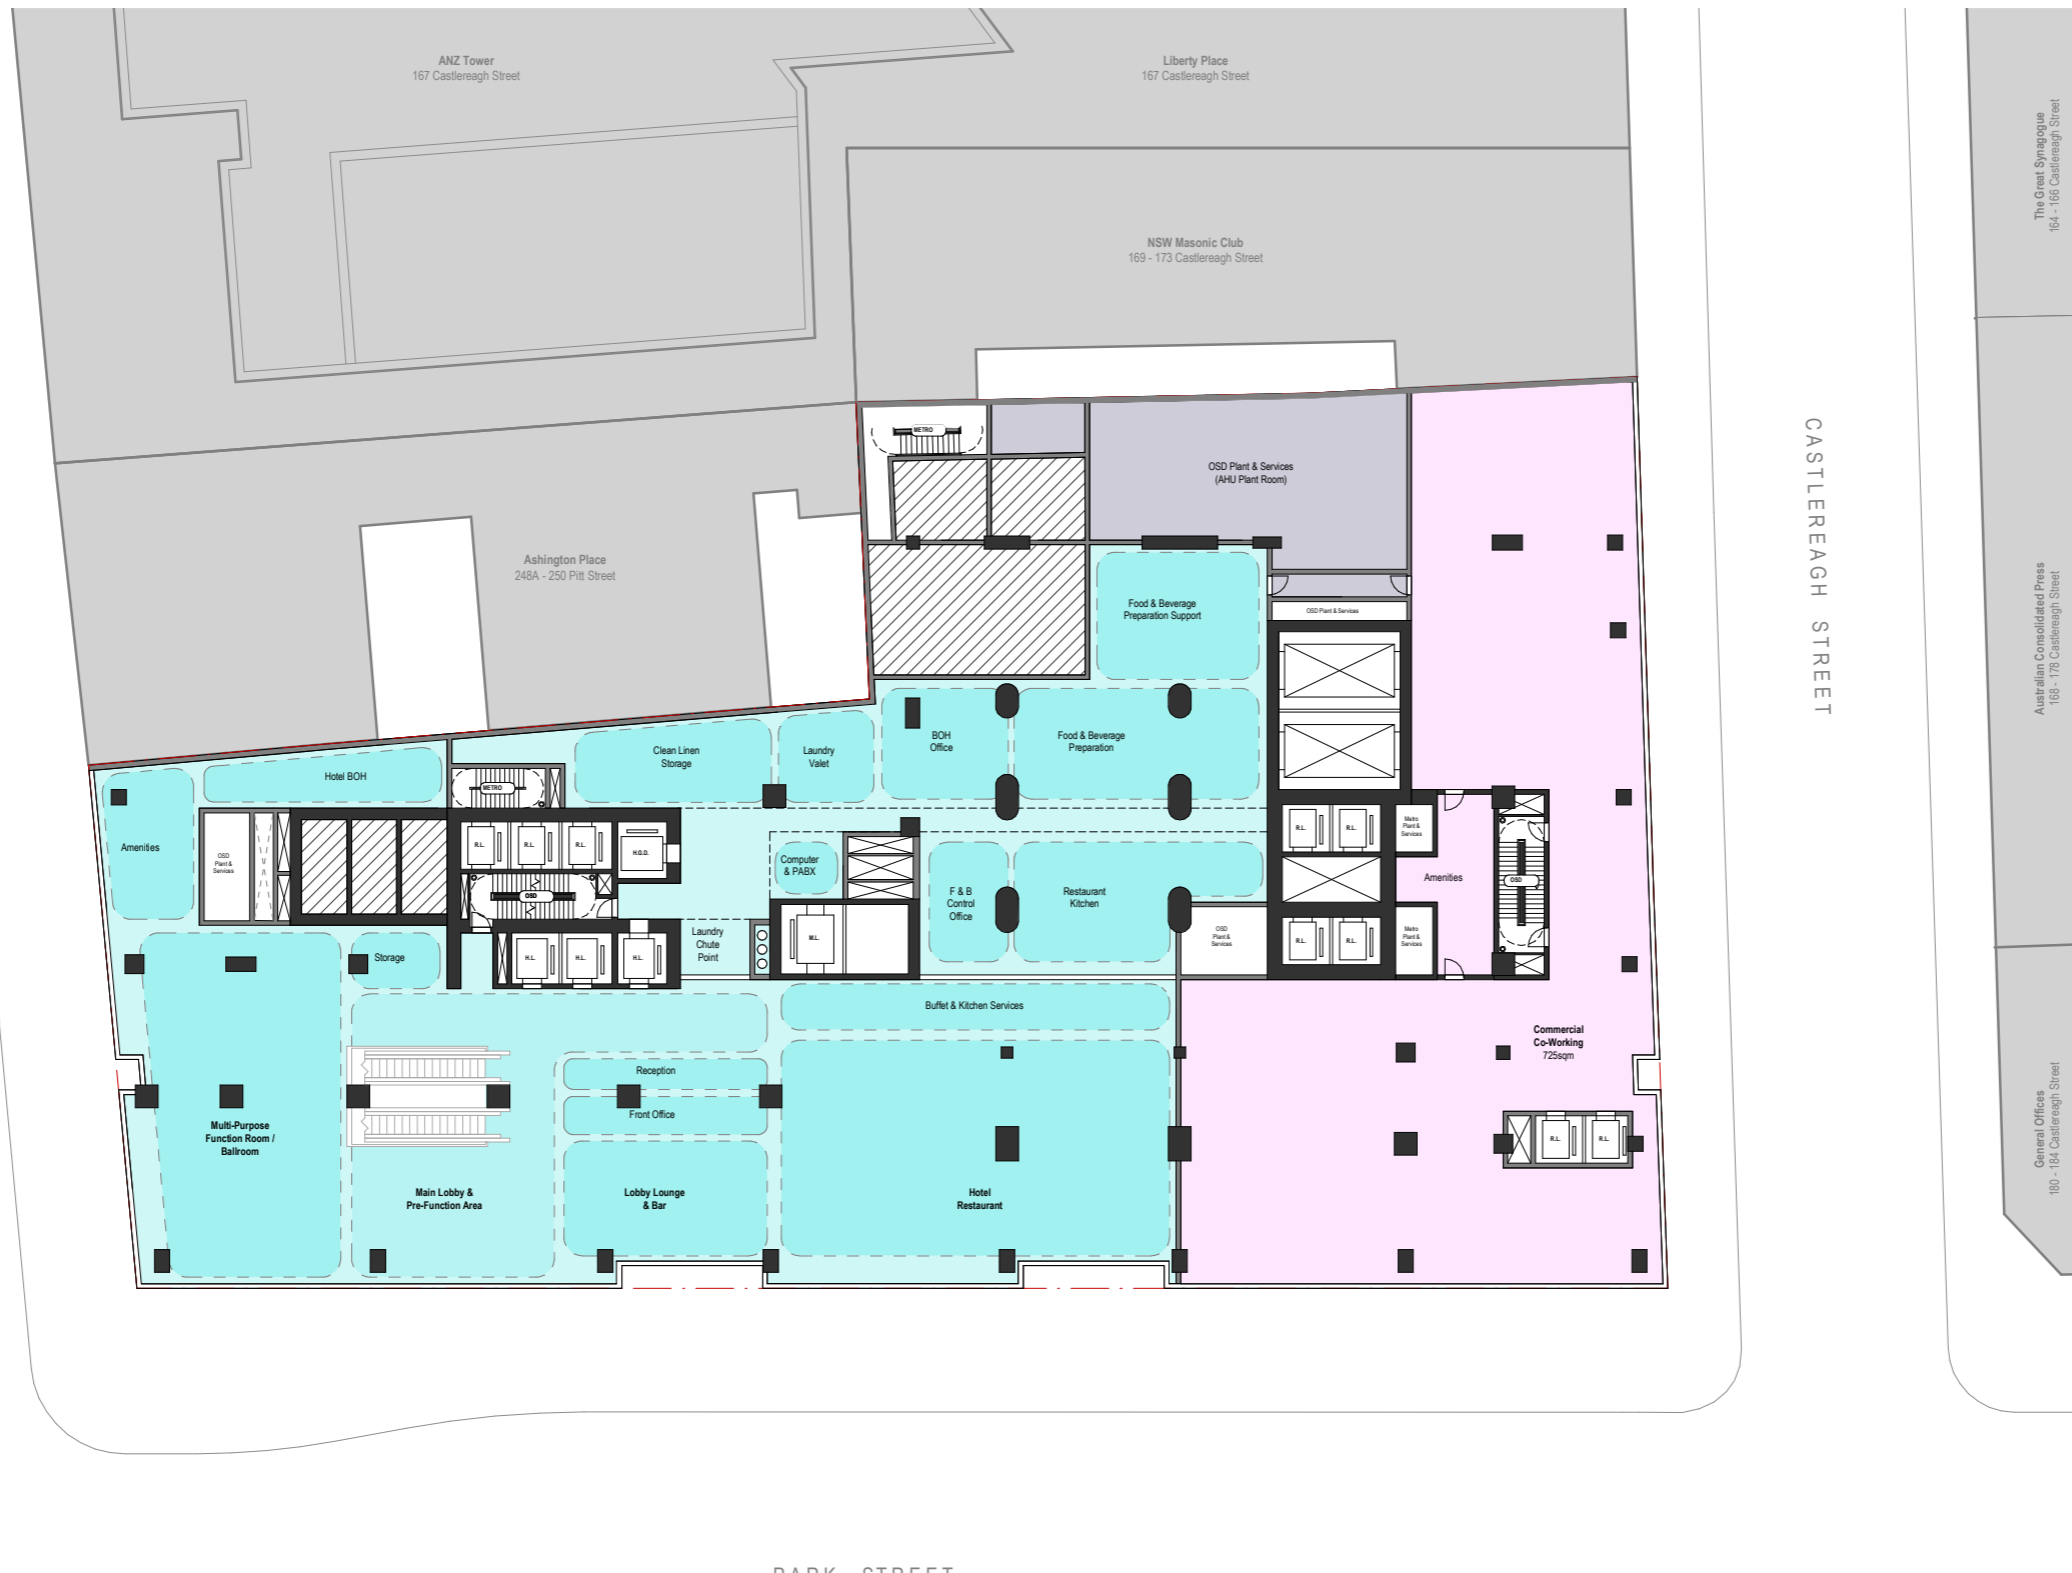 ANZ Tower
167 Castlereagh Street
Liberty Place
167 Castlereagh Street
The Great Synagogue
164 - 166 Castlereagh Street
NSW Masonic Club
169 - 173 Castlereagh Street
CASTLEREAGH STREET
METRO
OSD Plant & Services
(AHU Plant Room)
Ashington Place
248A - 250 Pitt Street
Food & Beverage
Preparation Support
OSD Plant & Services
Australian Consolidated Press
168 - 178 Castlereagh Street
Hotel BOH
Clean Linen
Storage
Laundry
Valet
BOH
Office
Food & Beverage
Preparation
METRO
Amenities
OSD
Plant &
Services
R.L.
R.L.
R.L.
H.G.D.
Computer
& PABX
R.L.
R.L.
Metro
Plant &
Services
OSD
F & B
Control
Office
Restaurant
Kitchen
Amenities
OSD
Storage
H.L.
H.L.
H.L.
Laundry
Chute
Point
M.L.
OSD
Plant &
Services
R.L.
R.L.
Metro
Plant &
Services
Buffet & Kitchen Services
Commercial
Co-Working
725sqm
Reception
Front Office
Multi-Purpose
Function Room /
Ballroom
R.L.
R.L.
General Offices
180 - 184 Castlereagh Street
Main Lobby &
Pre-Function Area
Lobby Lounge
& Bar
Hotel
Restaurant
PARK STREET